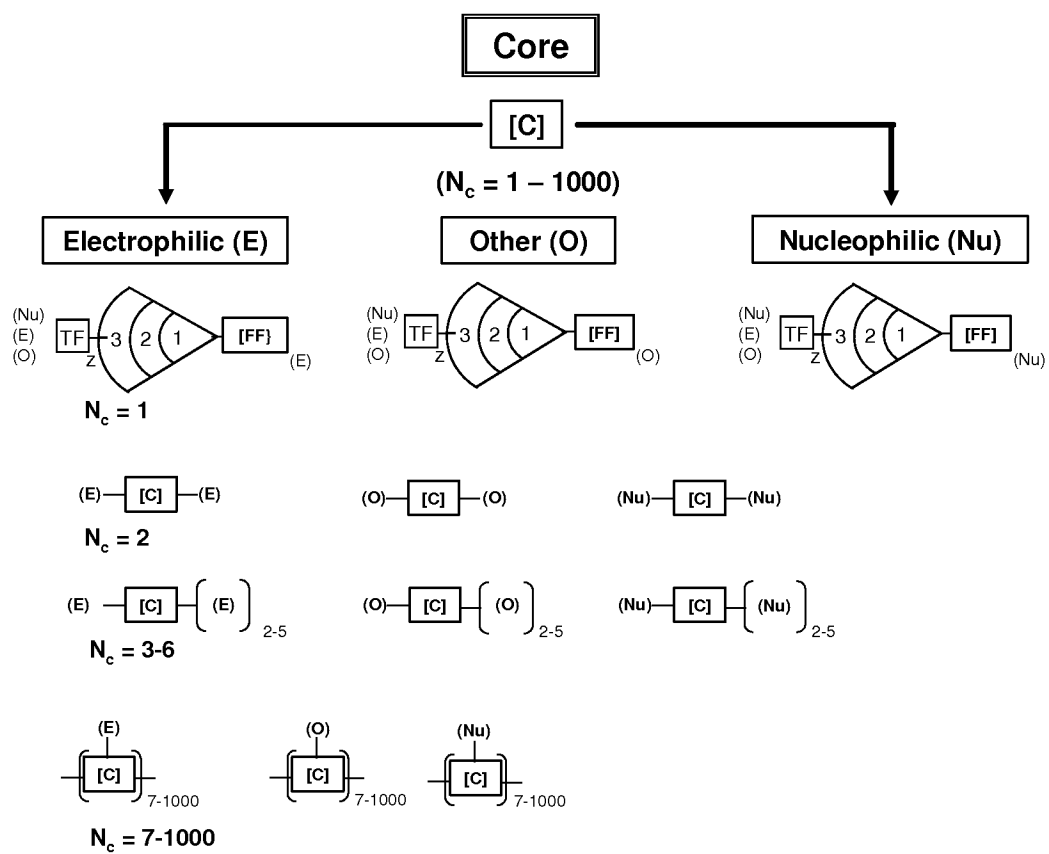 Core
[C]
(Nc = 1 – 1000)
Electrophilic (E)
Other (O)
Nucleophilic (Nu)
(Nu)
(E)
(O)
TF
z
3 2 1
[FF}
(E)
(Nu)
(E)
(O)
TF
z
3 2 1
[FF]
(O)
(Nu)
(E)
(O)
TF
z
3 2 1
[FF]
(Nu)
Nc = 1
(E) [C] (E)
(O) [C] (O)
(Nu) [C] (Nu)
Nc = 2
(E) [C] (E) 2-5
(O) [C] (O) 2-5
(Nu) [C] (Nu) 2-5
Nc = 3-6
(E)
[C] 7-1000
(O)
[C] 7-1000
(Nu)
[C] 7-1000
Nc = 7-1000